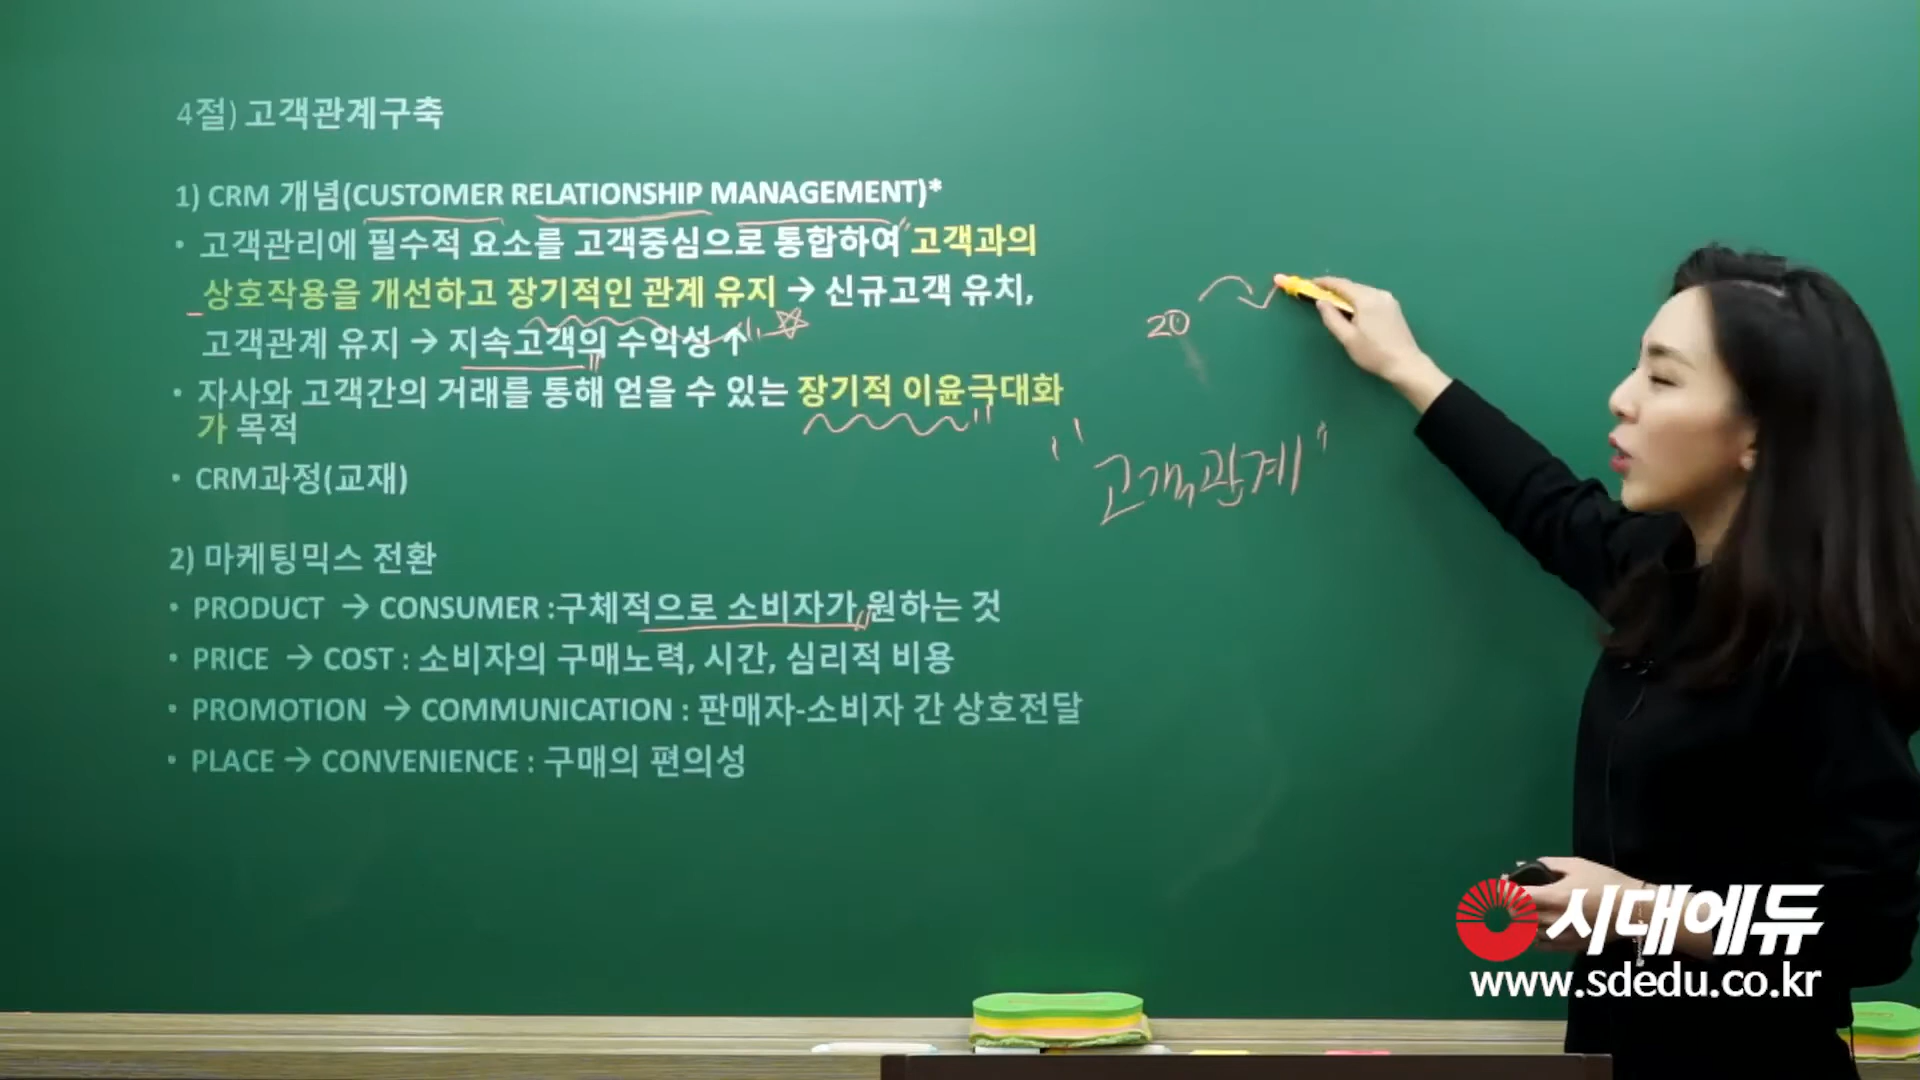 4절) 고객관계구축
1) CRM 개념(CUSTOMER RELATIONSHIP MANAGEMENT)*
• 고객관리에 필수적 요소를 고객중심으로 통합하여 고객과의
상호작용을 개선하고 장기적인 관계 유지 → 신규고객 유치,
고객관계 유지 → 지속고객의 수익성 ↑
• 자사와 고객간의 거래를 통해 얻을 수 있는 장기적 이윤극대화
가 목적
• CRM과정(교재)
2) 마케팅믹스 전환
• PRODUCT → CONSUMER :구체적으로 소비자가 원하는 것
• PRICE → COST : 소비자의 구매노력, 시간, 심리적 비용
• PROMOTION → COMMUNICATION : 판매자-소비자 간 상호전달
• PLACE → CONVENIENCE : 구매의 편의성
20
"고객관계"
시대에듀
www.sdedu.co.kr